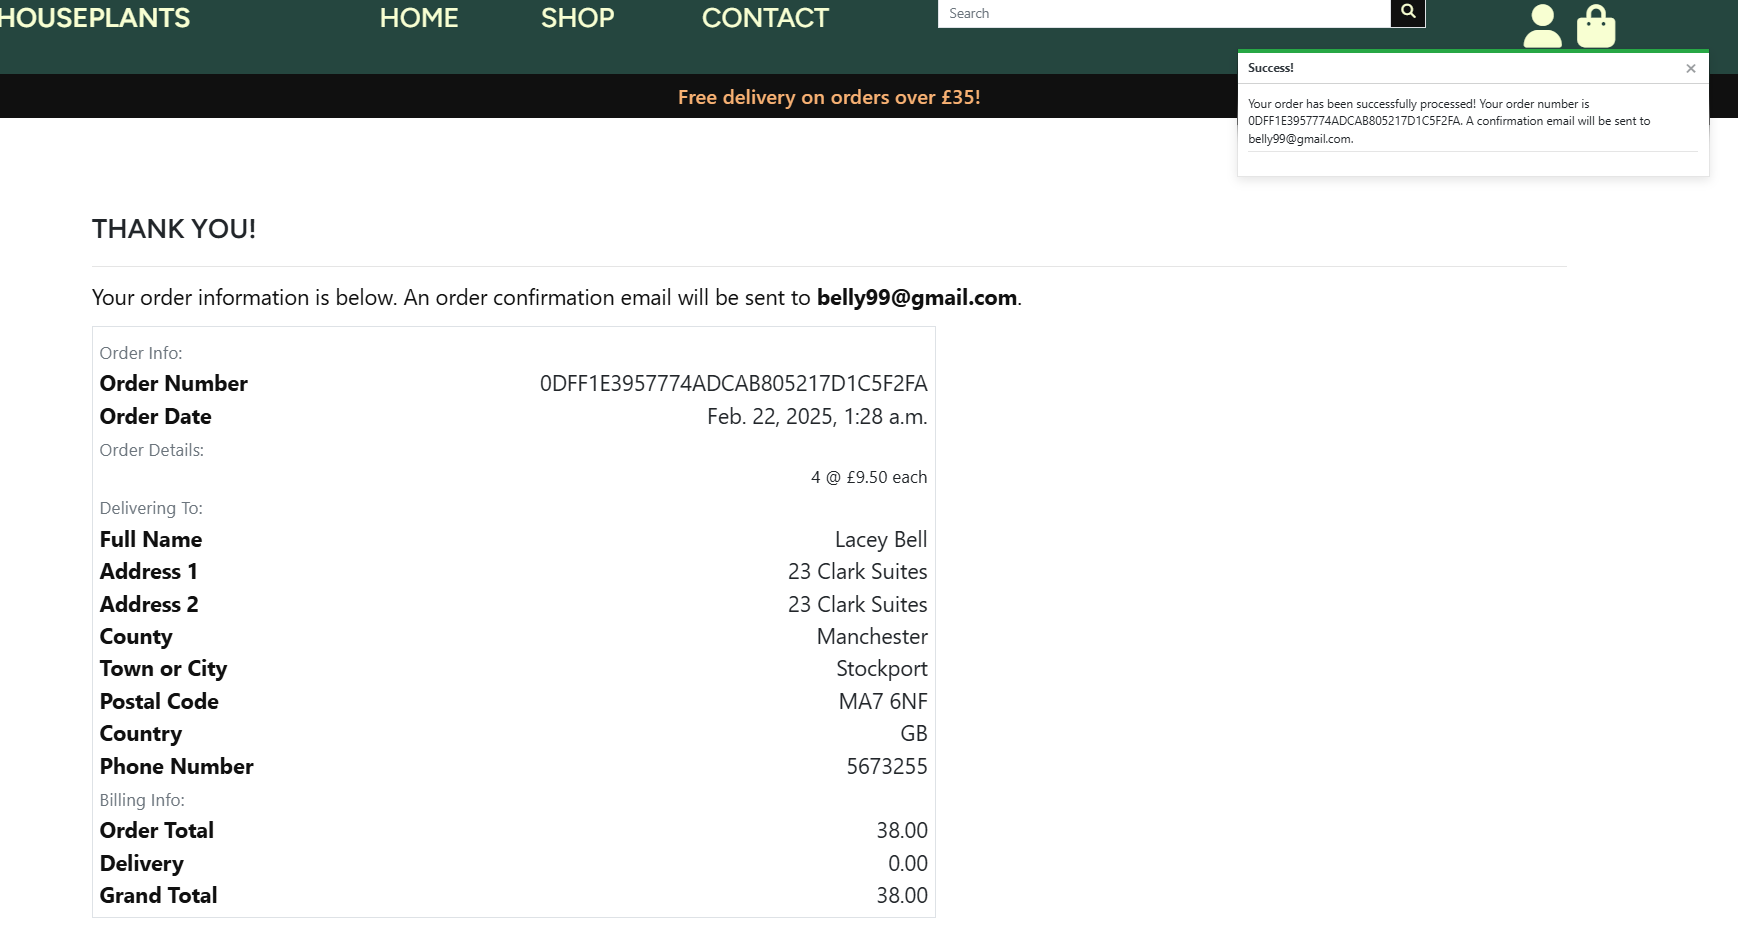 HOUSEPLANTS HOME SHOP CONTACT Search
Free delivery on orders over £35!
Success! ×
Your order has been successfully processed! Your order number is
0DFF1E3957774ADCAB805217D1C5F2FA. A confirmation email will be sent to
belly99@gmail.com.
THANK YOU!
Your order information is below. An order confirmation email will be sent to belly99@gmail.com.
Order Info:
Order Number 0DFF1E3957774ADCAB805217D1C5F2FA
Order Date Feb. 22, 2025, 1:28 a.m.
Order Details:
4 @ £9.50 each
Delivering To:
Full Name Lacey Bell
Address 1 23 Clark Suites
Address 2 23 Clark Suites
County Manchester
Town or City Stockport
Postal Code MA7 6NF
Country GB
Phone Number 5673255
Billing Info:
Order Total 38.00
Delivery 0.00
Grand Total 38.00